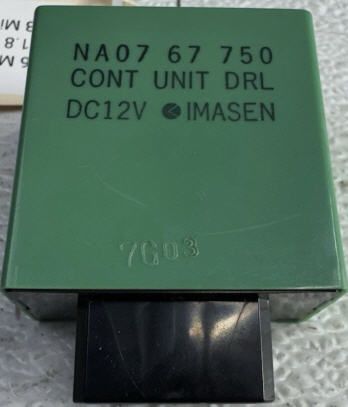 NA07 67 750
CONT UNIT DRL
DC12V IMASEN
7G03